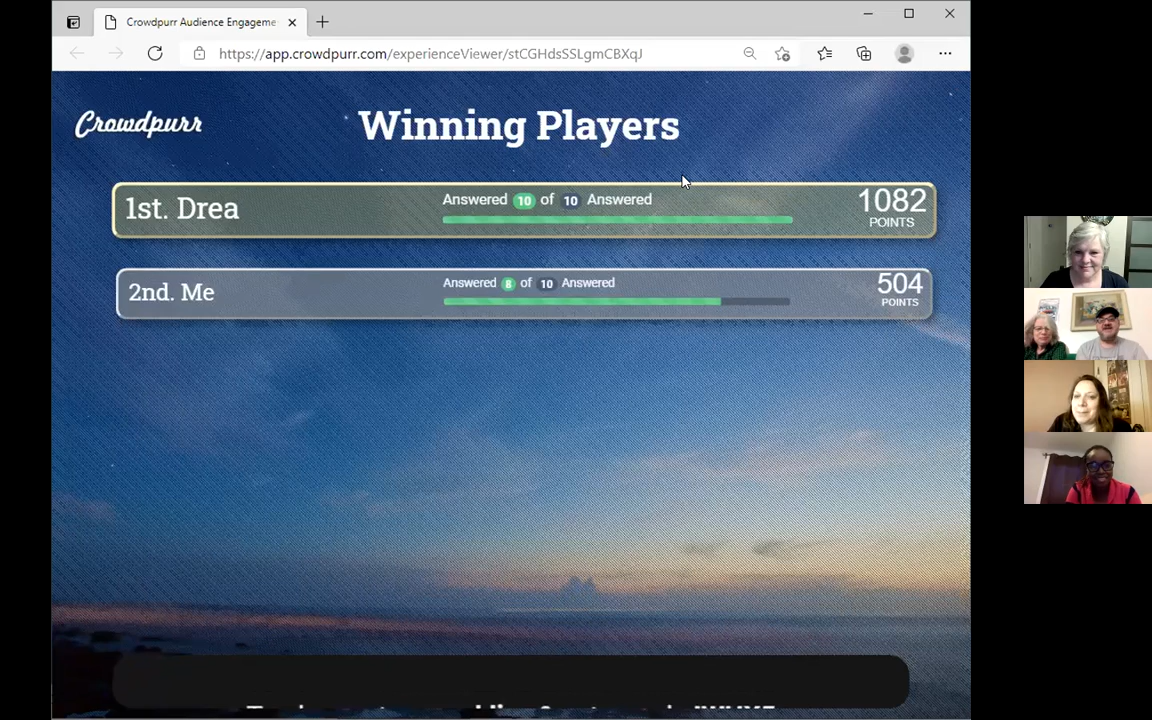 Crowdpurr Audience Engageme
https://app.crowdpurr.com/experienceViewer/stCGHdsSSLgmCBXqJ
Crowdpurr
Winning Players
1st. Drea
Answered 10 of 10 Answered
1082
POINTS
2nd. Me
Answered 8 of 10 Answered
504
POINTS